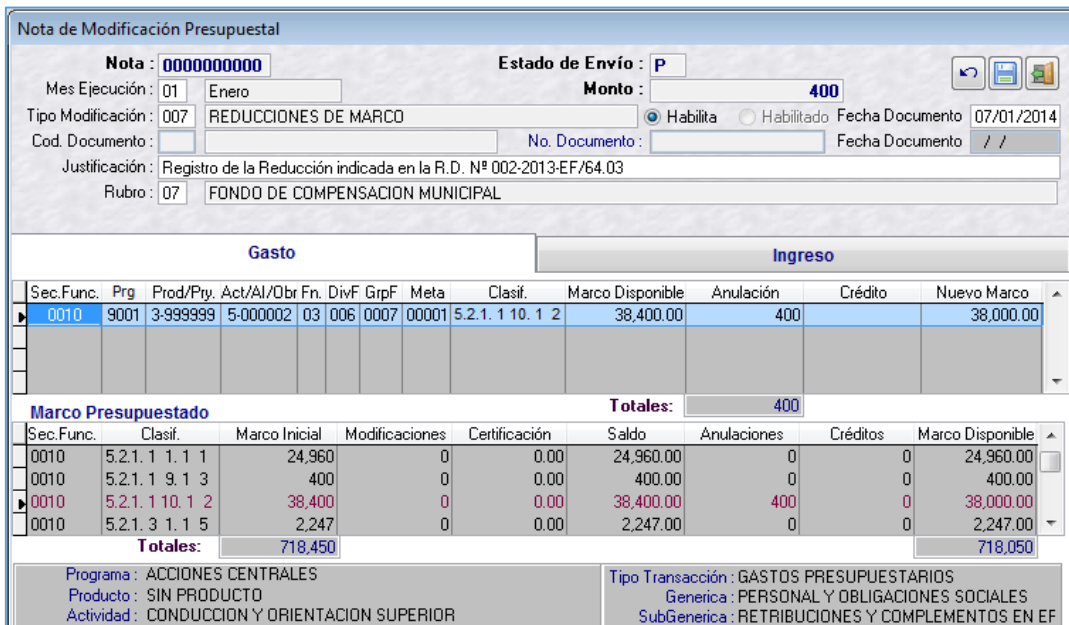 Nota de Modificación Presupuestal
Nota : 0000000000 Estado de Envío : P
Mes Ejecución : 01 Enero Monto : 400
Tipo Modificación : 007 REDUCCIONES DE MARCO Habilita Habilitado Fecha Documento 07/01/2014
Cod. Documento : No. Documento : Fecha Documento / /
Justificación : Registro de la Reducción indicada en la R.D. Nº 002-2013-EF/64.03
Rubro : 07 FONDO DE COMPENSACION MUNICIPAL
Gasto Ingreso
Sec.Func. Prg Prod/Pry. Act/AI/Obr Fn. DivF GrpF Meta Clasif. Marco Disponible Anulación Crédito Nuevo Marco
0010 9001 3-999999 5-000002 03 006 0007 00001 5.2.1. 1 10. 1 2 38,400.00 400 38,000.00
Totales: 400
Marco Presupuestado
Sec.Func. Clasif. Marco Inicial Modificaciones Certificación Saldo Anulaciones Créditos Marco Disponible
0010 5.2.1. 1 1. 1 1 24,960 0 0.00 24,960.00 0 0 24,960.00
0010 5.2.1. 1 9. 1 3 400 0 0.00 400.00 0 0 400.00
0010 5.2.1. 1 10. 1 2 38,400 0 0.00 38,400.00 400 0 38,000.00
0010 5.2.1. 3 1. 1 5 2,247 0 0.00 2,247.00 0 0 2,247.00
Totales: 718,450 718,050
Programa : ACCIONES CENTRALES Tipo Transacción : GASTOS PRESUPUESTARIOS
Producto : SIN PRODUCTO Generica : PERSONAL Y OBLIGACIONES SOCIALES
Actividad : CONDUCCION Y ORIENTACION SUPERIOR SubGenerica : RETRIBUCIONES Y COMPLEMENTOS EN EF